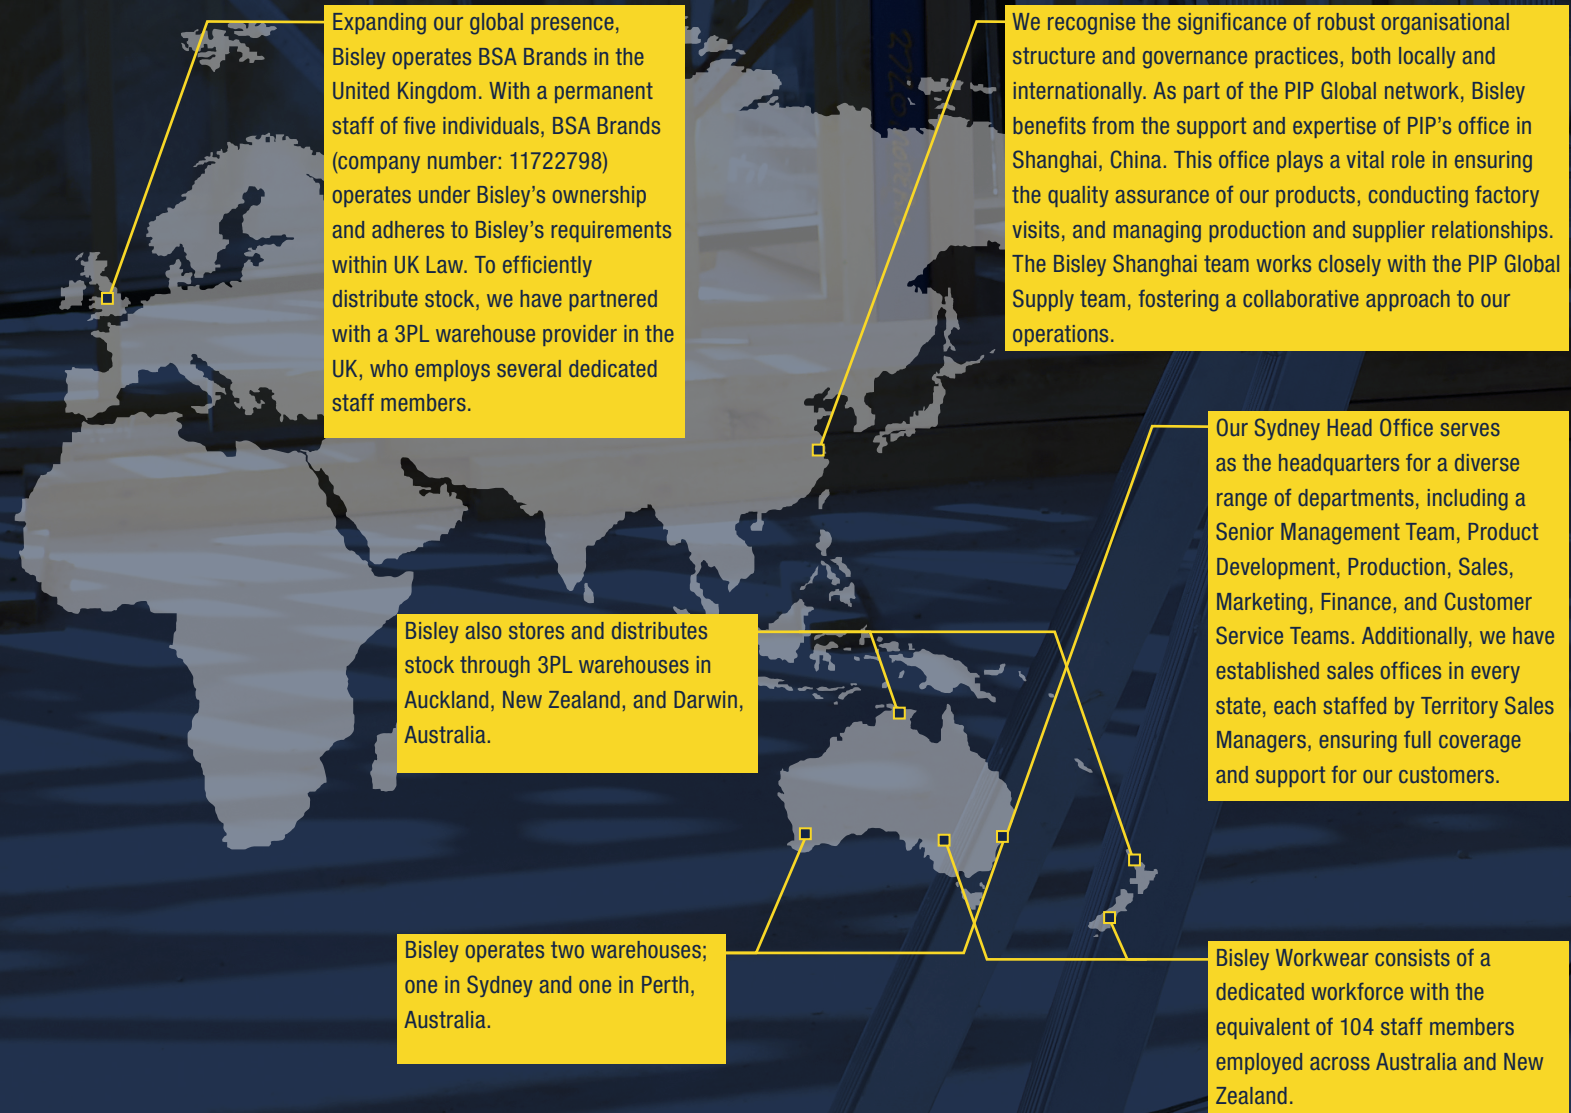 Expanding our global presence,
Bisley operates BSA Brands in the
United Kingdom. With a permanent
staff of five individuals, BSA Brands
(company number: 11722798)
operates under Bisley's ownership
and adheres to Bisley's requirements
within UK Law. To efficiently
distribute stock, we have partnered
with a 3PL warehouse provider in the
UK, who employs several dedicated
staff members.
We recognise the significance of robust organisational
structure and governance practices, both locally and
internationally. As part of the PIP Global network, Bisley
benefits from the support and expertise of PIP's office in
Shanghai, China. This office plays a vital role in ensuring
the quality assurance of our products, conducting factory
visits, and managing production and supplier relationships.
The Bisley Shanghai team works closely with the PIP Global
Supply team, fostering a collaborative approach to our
operations.
Our Sydney Head Office serves
as the headquarters for a diverse
range of departments, including a
Senior Management Team, Product
Development, Production, Sales,
Marketing, Finance, and Customer
Service Teams. Additionally, we have
established sales offices in every
state, each staffed by Territory Sales
Managers, ensuring full coverage
and support for our customers.
Bisley also stores and distributes
stock through 3PL warehouses in
Auckland, New Zealand, and Darwin,
Australia.
Bisley operates two warehouses;
one in Sydney and one in Perth,
Australia.
Bisley Workwear consists of a
dedicated workforce with the
equivalent of 104 staff members
employed across Australia and New
Zealand.